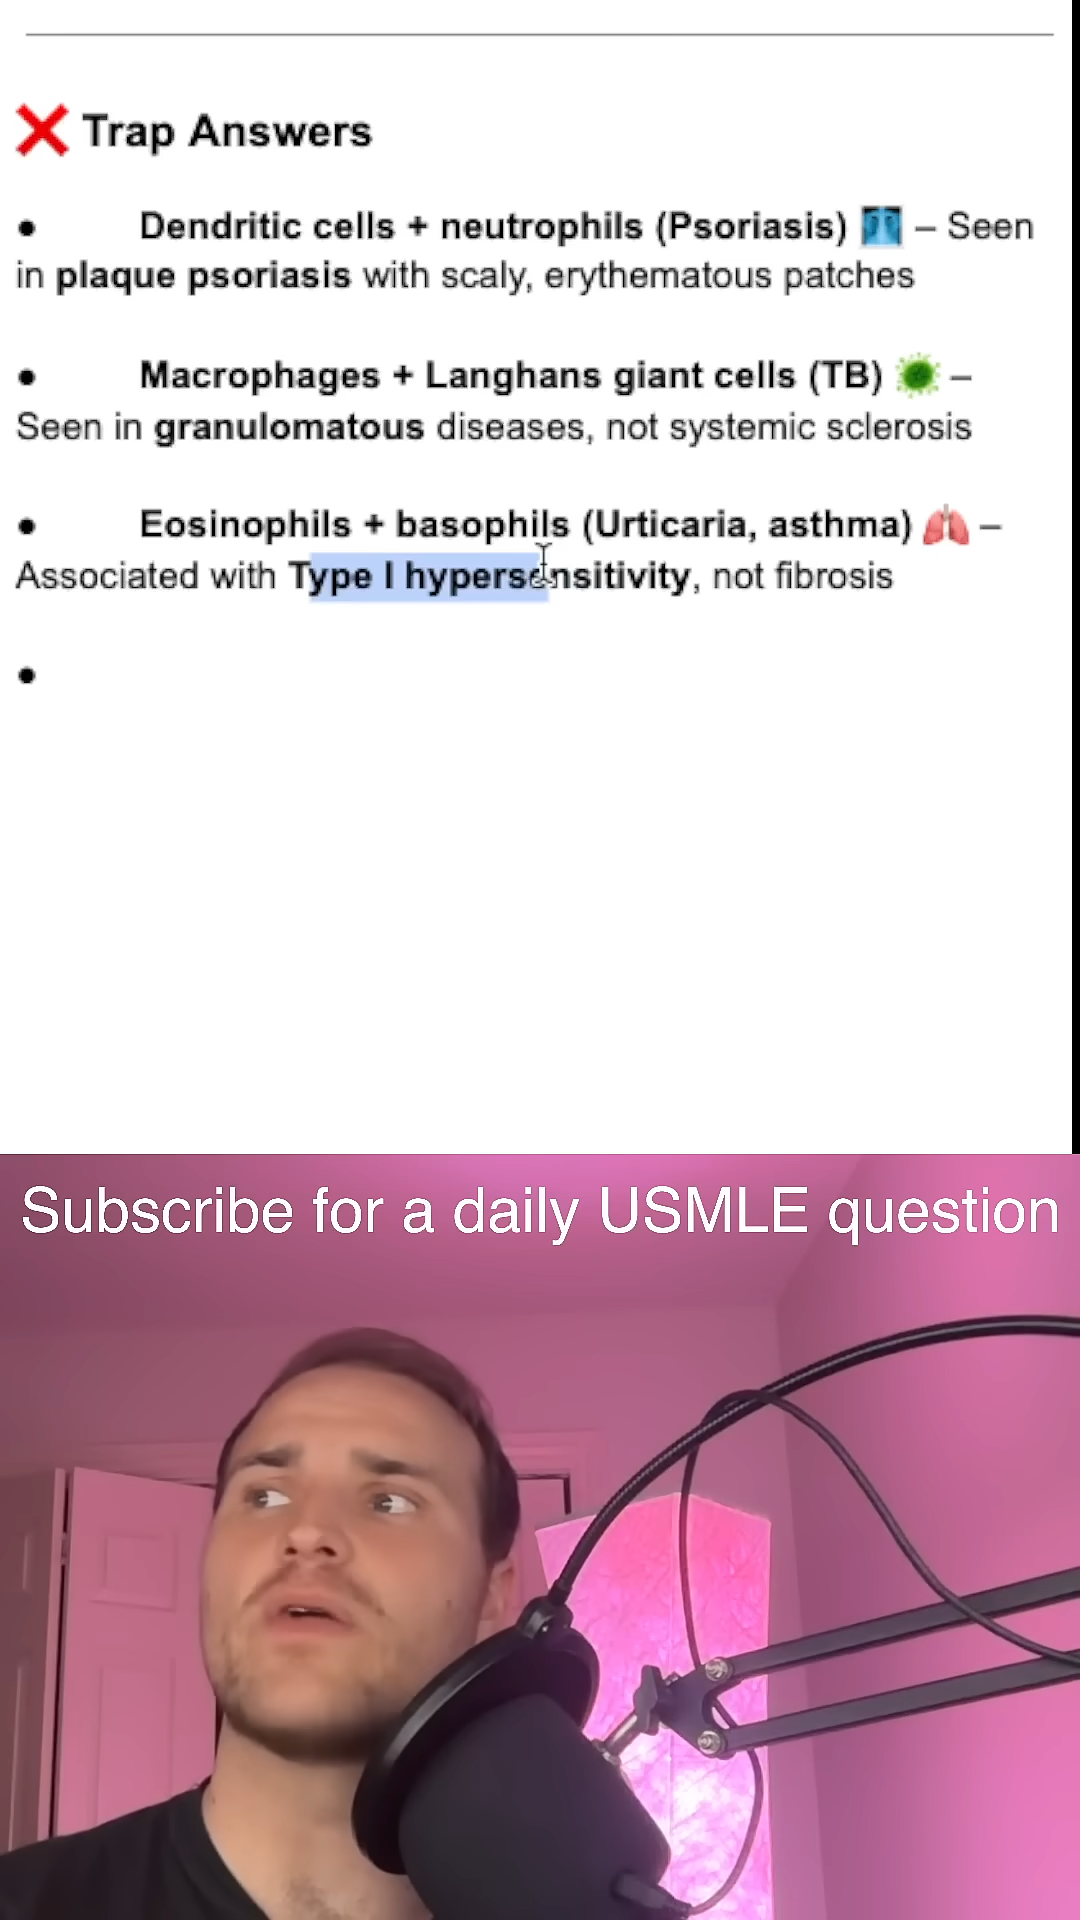 ❌ Trap Answers
● Dendritic cells + neutrophils (Psoriasis) 🩻 – Seen
in plaque psoriasis with scaly, erythematous patches
● Macrophages + Langhans giant cells (TB) 🦠 –
Seen in granulomatous diseases, not systemic sclerosis
● Eosinophils + basophils (Urticaria, asthma) 🫁 –
Associated with Type I hypersensitivity, not fibrosis
●
Subscribe for a daily USMLE question